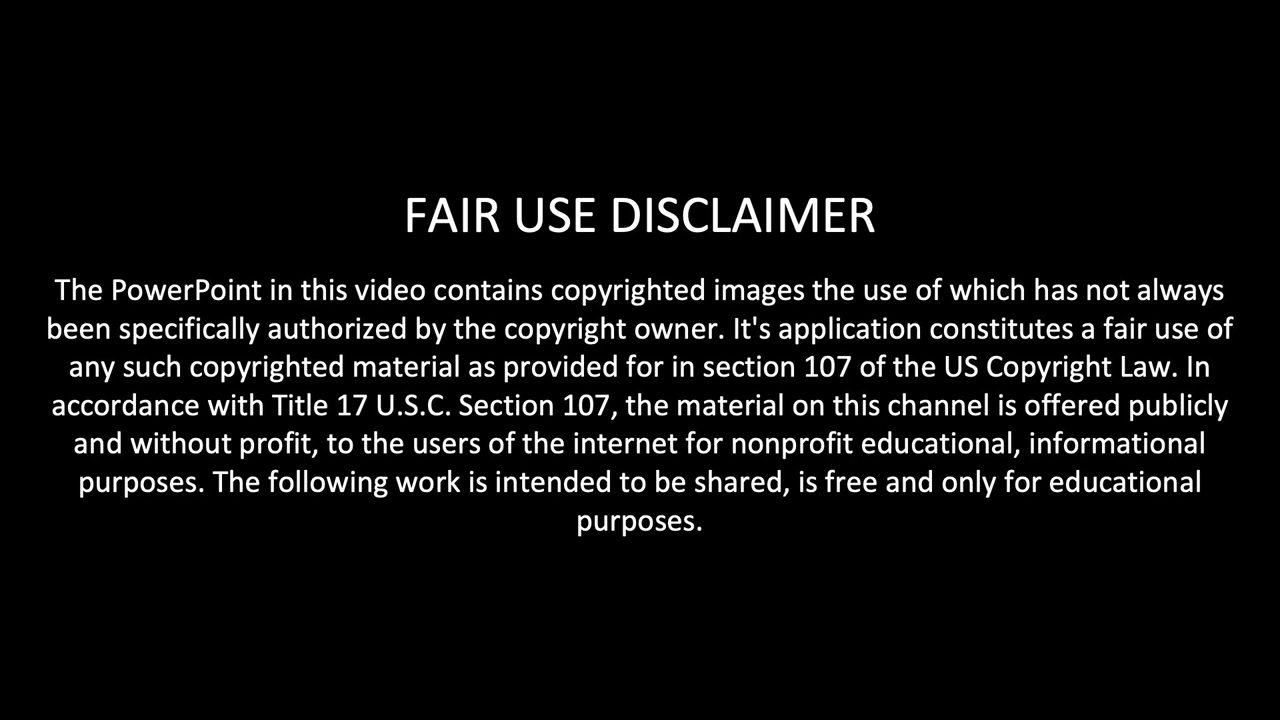 FAIR USE DISCLAIMER
The PowerPoint in this video contains copyrighted images the use of which has not always
been specifically authorized by the copyright owner. It's application constitutes a fair use of
any such copyrighted material as provided for in section 107 of the US Copyright Law. In
accordance with Title 17 U.S.C. Section 107, the material on this channel is offered publicly
and without profit, to the users of the internet for nonprofit educational, informational
purposes. The following work is intended to be shared, is free and only for educational
purposes.